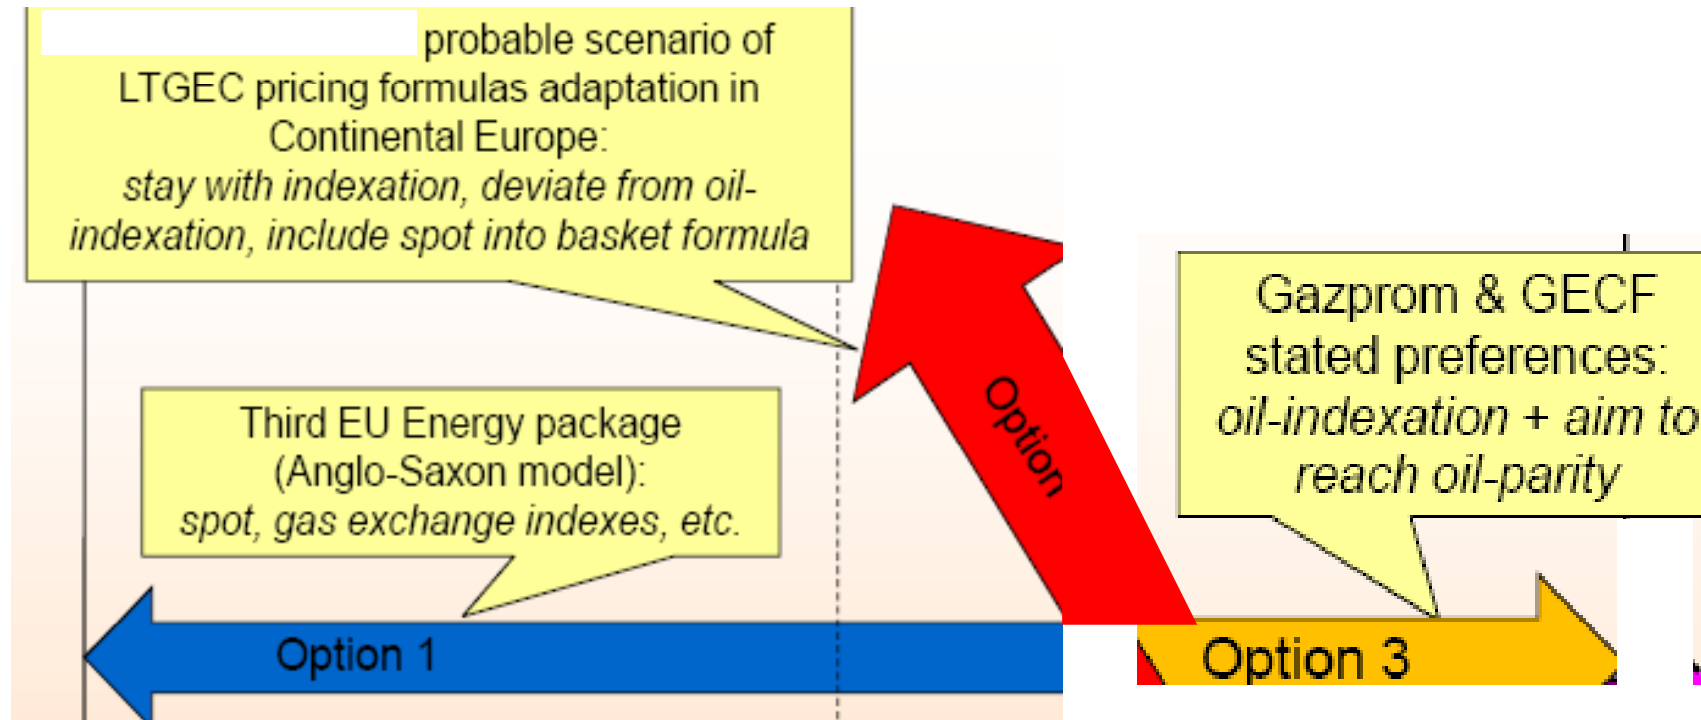 probable scenario of
LTGEC pricing formulas adaptation in
Continental Europe:
stay with indexation, deviate from oil-
indexation, include spot into basket formula
Third EU Energy package
(Anglo-Saxon model):
spot, gas exchange indexes, etc.
Option 1
Option
Gazprom & GECF
stated preferences:
oil-indexation + aim to
reach oil-parity
Option 3